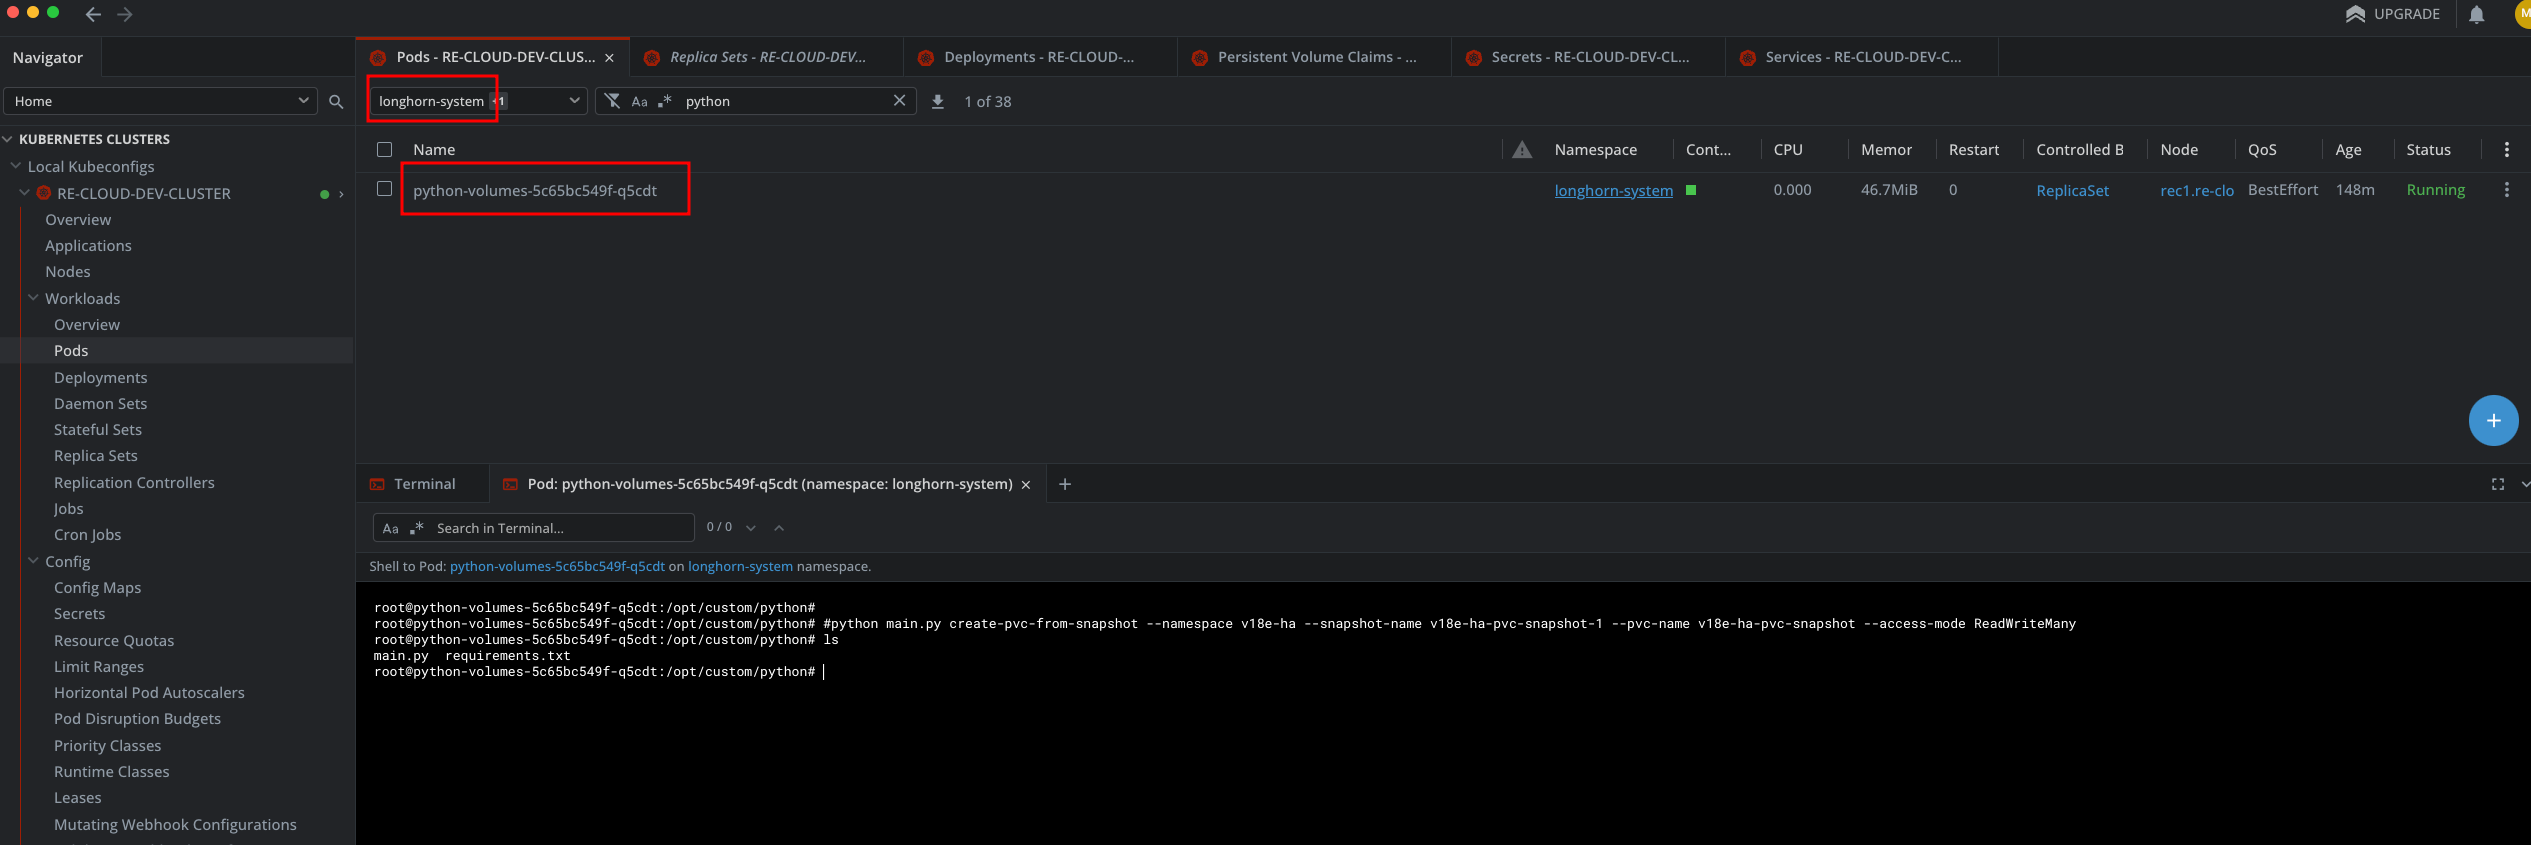 UPGRADE
M
Navigator
Pods - RE-CLOUD-DEV-CLUS...
Replica Sets - RE-CLOUD-DEV...
Deployments - RE-CLOUD-...
Persistent Volume Claims - ...
Secrets - RE-CLOUD-DEV-CL...
Services - RE-CLOUD-DEV-C...
Home
longhorn-system +1
Aa .* python
1 of 38
KUBERNETES CLUSTERS
Local Kubeconfigs
RE-CLOUD-DEV-CLUSTER
Overview
Applications
Nodes
Workloads
Overview
Pods
Deployments
Daemon Sets
Stateful Sets
Replica Sets
Replication Controllers
Jobs
Cron Jobs
Config
Config Maps
Secrets
Resource Quotas
Limit Ranges
Horizontal Pod Autoscalers
Pod Disruption Budgets
Priority Classes
Runtime Classes
Leases
Mutating Webhook Configurations
Name Namespace Cont... CPU Memor Restart Controlled B Node QoS Age Status
python-volumes-5c65bc549f-q5cdt longhorn-system 0.000 46.7MiB 0 ReplicaSet rec1.re-clo BestEffort 148m Running
Terminal
Pod: python-volumes-5c65bc549f-q5cdt (namespace: longhorn-system)
Aa .* Search in Terminal...
0 / 0
Shell to Pod: python-volumes-5c65bc549f-q5cdt on longhorn-system namespace.
root@python-volumes-5c65bc549f-q5cdt:/opt/custom/python#
root@python-volumes-5c65bc549f-q5cdt:/opt/custom/python# #python main.py create-pvc-from-snapshot --namespace v18e-ha --snapshot-name v18e-ha-pvc-snapshot-1 --pvc-name v18e-ha-pvc-snapshot --access-mode ReadWriteMany
root@python-volumes-5c65bc549f-q5cdt:/opt/custom/python# ls
main.py requirements.txt
root@python-volumes-5c65bc549f-q5cdt:/opt/custom/python#